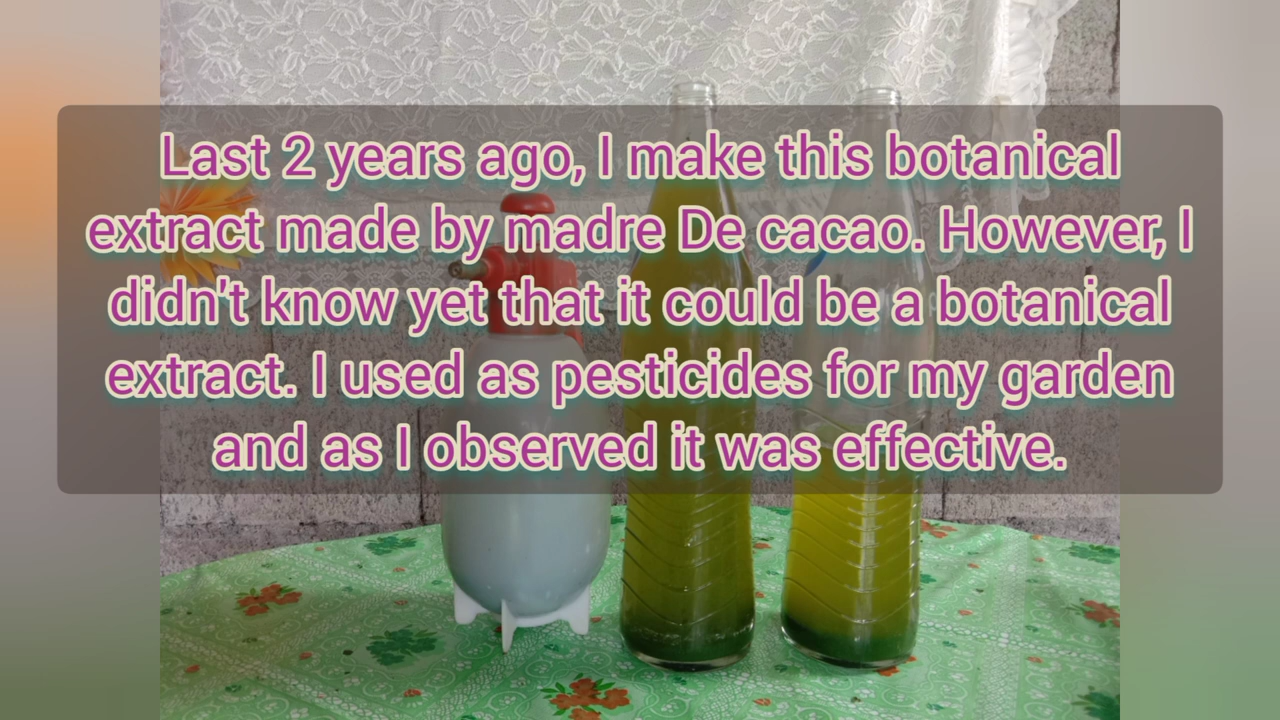 Last 2 years ago, I make this botanical
extract made by madre De cacao. However, I
didn't know yet that it could be a botanical
extract. I used as pesticides for my garden
and as I observed it was effective.